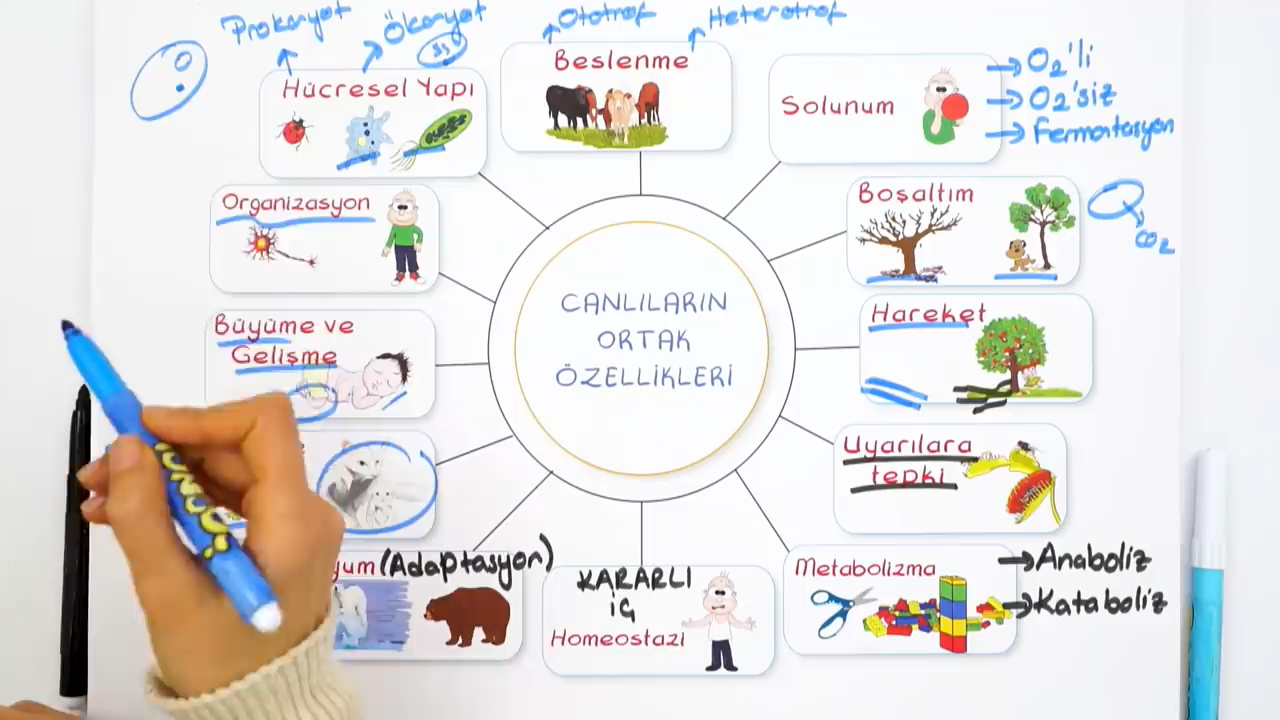 Prokaryot
Ökaryot
Ototrof
Heterotrof
Hücresel Yapı
Beslenme
Solunum
O₂'li
O₂'siz
Fermantasyon
Organizasyon
Boşaltım
CO₂
Büyüme ve
Gelişme
CANLILARIN
ORTAK
ÖZELLİKLERİ
Hareket
Uyarılara
tepki
yum (Adaptasyon)
KARARLI
İÇ
Homeostazi
Metabolizma
Anaboliz
Kataboliz